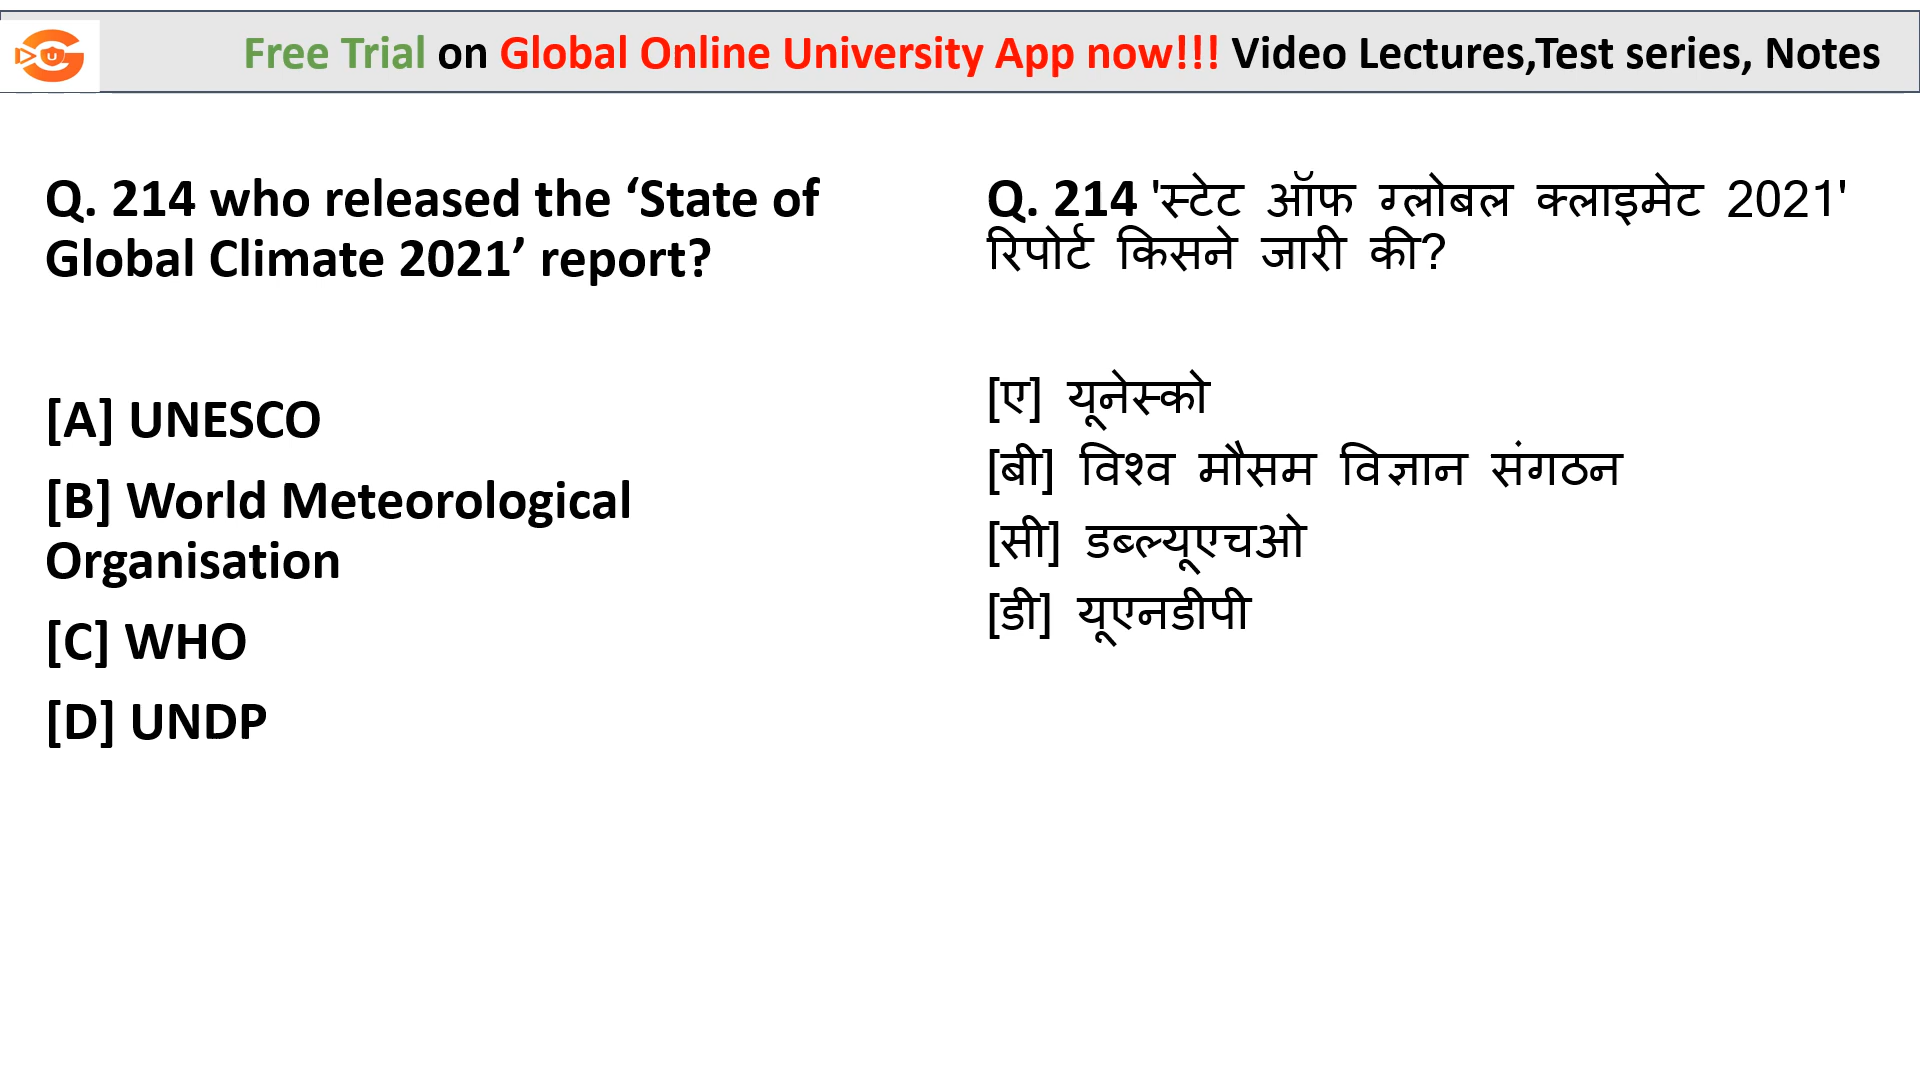 Free Trial on Global Online University App now!!! Video Lectures,Test series, Notes
Q. 214 who released the ‘State of
Global Climate 2021’ report?
[A] UNESCO
[B] World Meteorological
Organisation
[C] WHO
[D] UNDP
Q. 214 'स्टेट ऑफ ग्लोबल क्लाइमेट 2021'
रिपोर्ट किसने जारी की?
[ए] यूनेस्को
[बी] विश्व मौसम विज्ञान संगठन
[सी] डब्ल्यूएचओ
[डी] यूएनडीपी